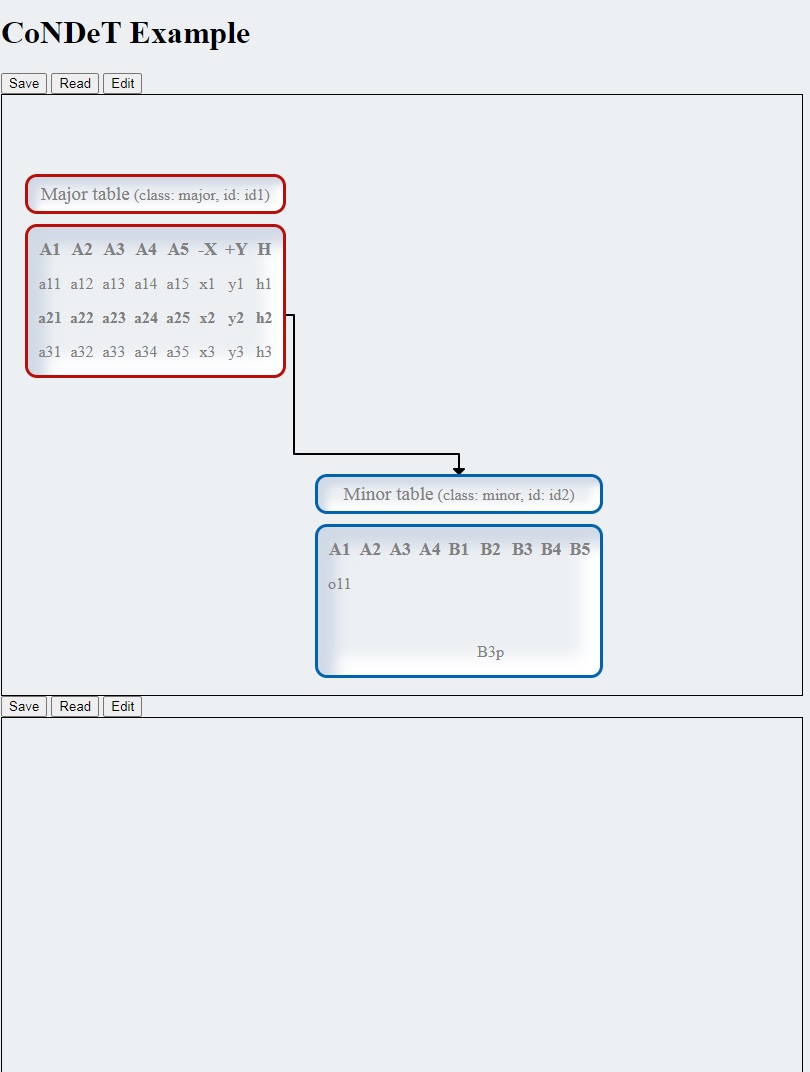 CoNDeT Example
Save Read Edit
Major table (class: major, id: id1)
A1 A2 A3 A4 A5 -X +Y H
a11 a12 a13 a14 a15 x1 y1 h1
a21 a22 a23 a24 a25 x2 y2 h2
a31 a32 a33 a34 a35 x3 y3 h3
Minor table (class: minor, id: id2)
A1 A2 A3 A4 B1 B2 B3 B4 B5
o11
B3p
Save Read Edit